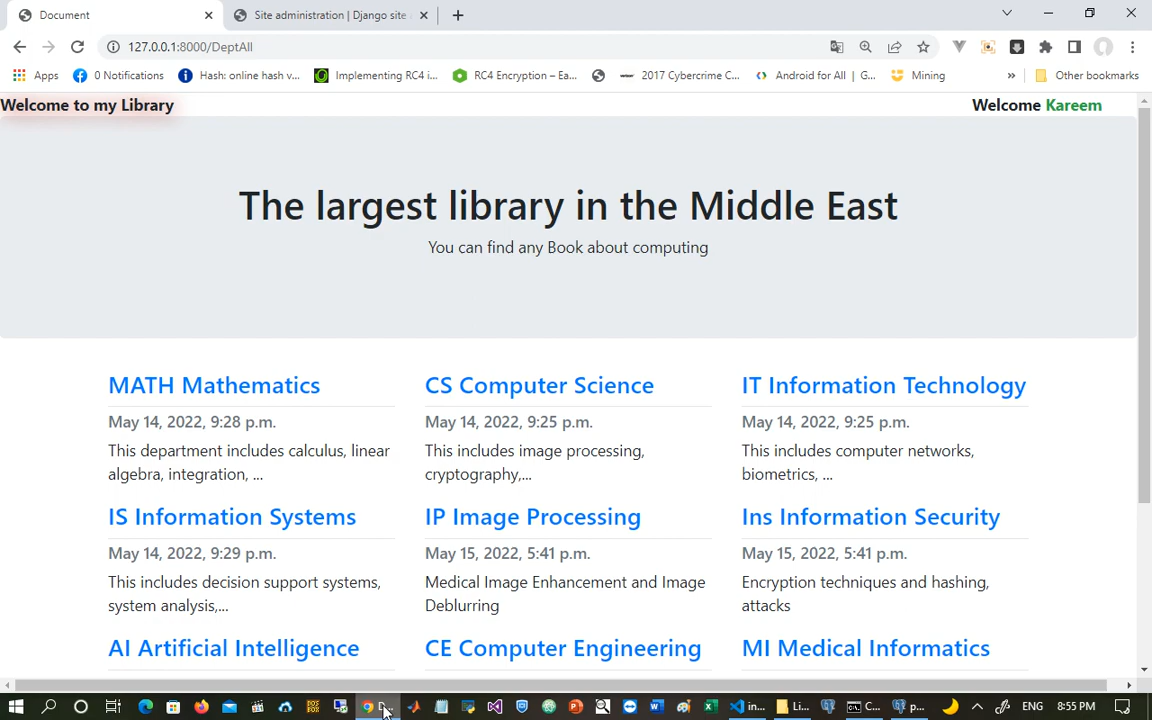 Document
Site administration | Django site
127.0.0.1:8000/DeptAll
Apps
0 Notifications
Hash: online hash v...
Implementing RC4 i...
RC4 Encryption – Ea...
2017 Cybercrime C...
Android for All | G...
Mining
»
Other bookmarks
Welcome to my Library
Welcome Kareem
The largest library in the Middle East
You can find any Book about computing
MATH Mathematics
May 14, 2022, 9:28 p.m.
This department includes calculus, linear
algebra, integration, ...
CS Computer Science
May 14, 2022, 9:25 p.m.
This includes image processing,
cryptography,...
IT Information Technology
May 14, 2022, 9:25 p.m.
This includes computer networks,
biometrics, ...
IS Information Systems
May 14, 2022, 9:29 p.m.
This includes decision support systems,
system analysis,...
IP Image Processing
May 15, 2022, 5:41 p.m.
Medical Image Enhancement and Image
Deblurring
Ins Information Security
May 15, 2022, 5:41 p.m.
Encryption techniques and hashing,
attacks
AI Artificial Intelligence
CE Computer Engineering
MI Medical Informatics
D...
in...
Li...
C...
p...
ENG
8:55 PM